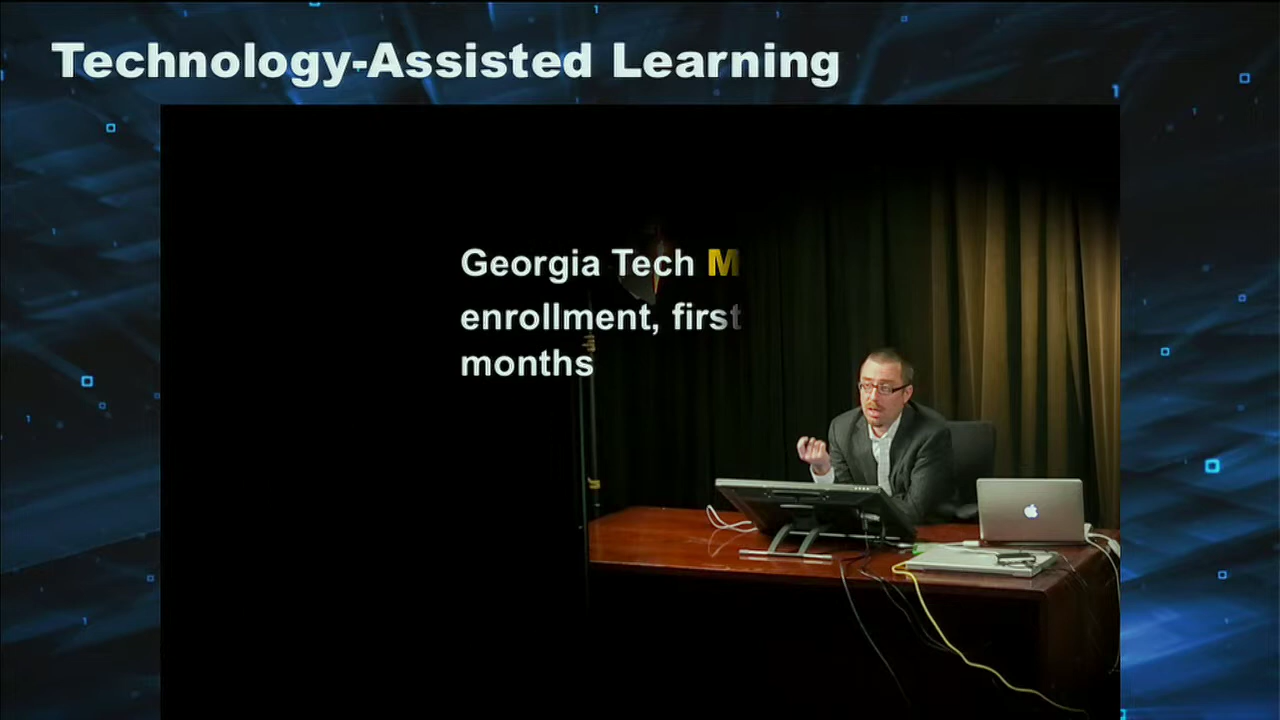 Technology-Assisted Learning
Georgia Tech M
enrollment, first
months